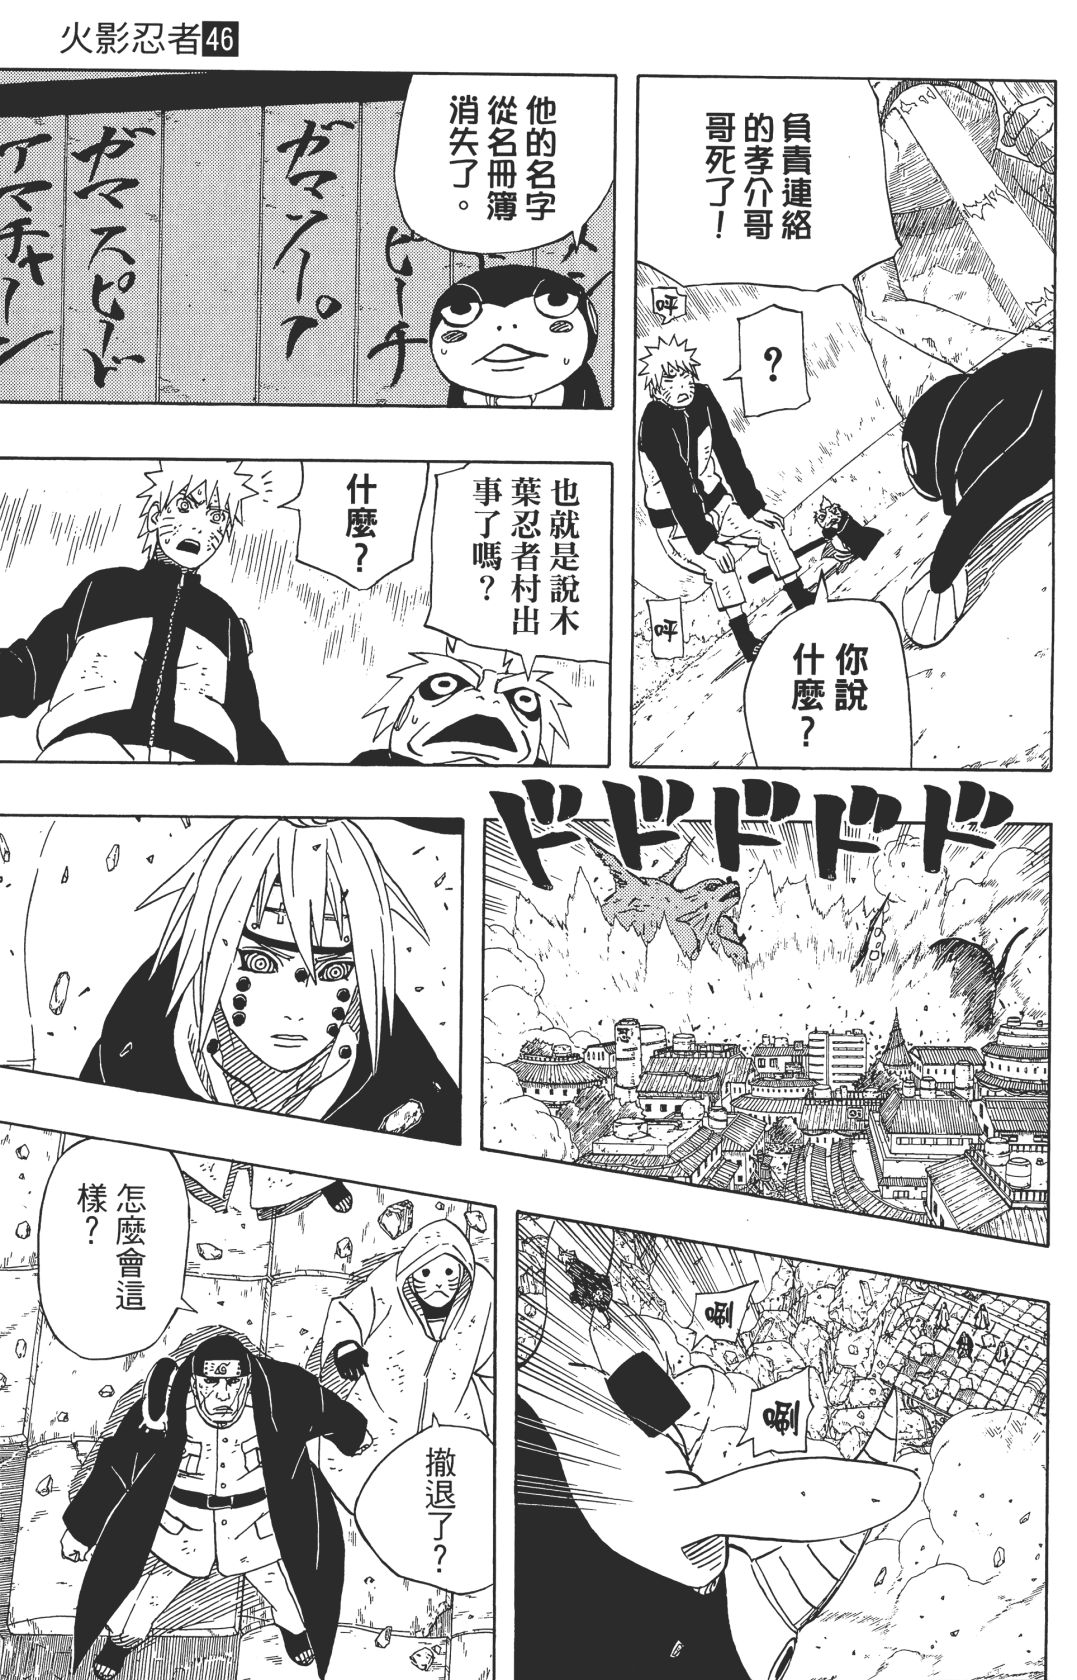 火影忍者46
負責連絡
的孝介哥
哥死了！
呼
？
呼
你說
什麼？
他的名字
從名冊簿
消失了。
ピーチ
ガマソープ
ガマスピード
アマチャーン
也就是說木
葉忍者村出
事了嗎？
什麼？
ドドドドド
唰
唰
撤退了？
怎麼會這
樣？